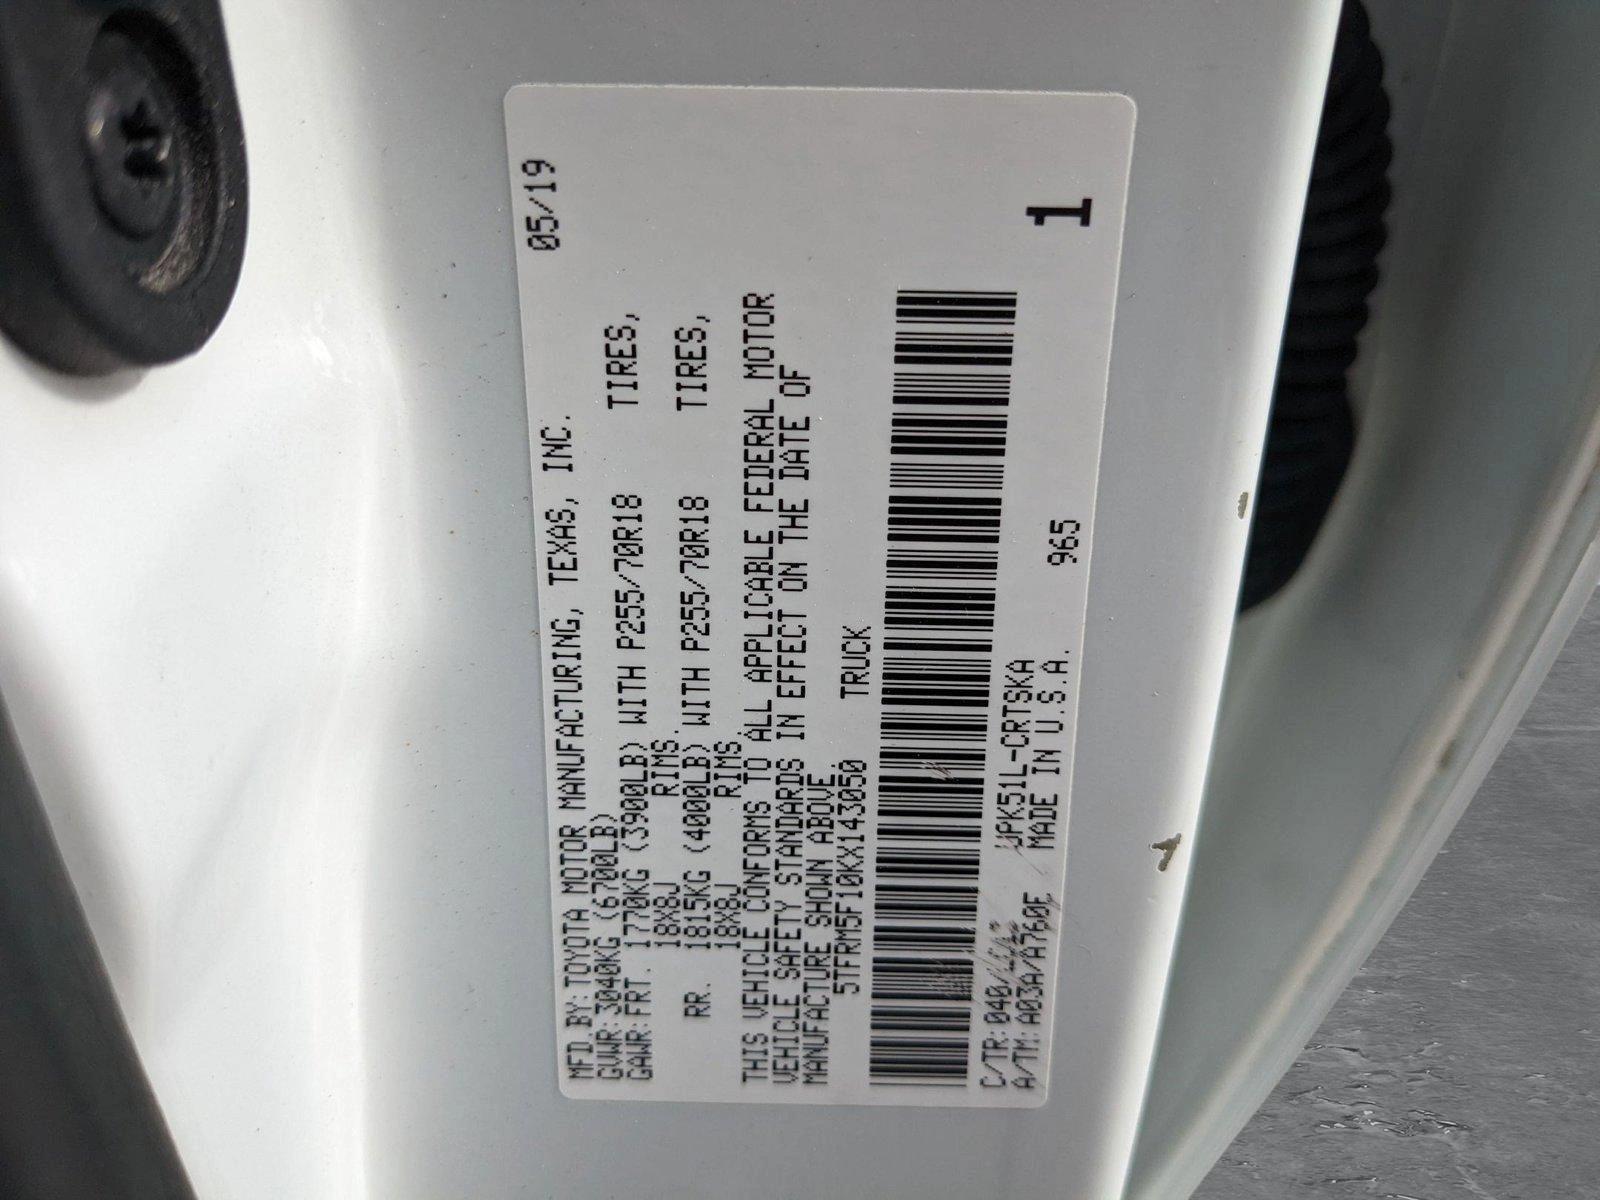 MFD.BY: TOYOTA MOTOR MANUFACTURING, TEXAS, INC. 05/19
GVWR: 3040KG (6700LB)
GAWR: FRT. 1770KG (3900LB) WITH P255/70R18 TIRES,
18X8J RIMS,
RR. 1815KG (4000LB) WITH P255/70R18 TIRES,
18X8J RIMS,
THIS VEHICLE CONFORMS TO ALL APPLICABLE FEDERAL MOTOR
VEHICLE SAFETY STANDARDS IN EFFECT ON THE DATE OF
MANUFACTURE SHOWN ABOVE.
5TFRM5F10KX143050 TRUCK
1
C/TR: 040/ UPK51L-CRTSKA
A/TM: A03A/A760E MADE IN U.S.A. 965